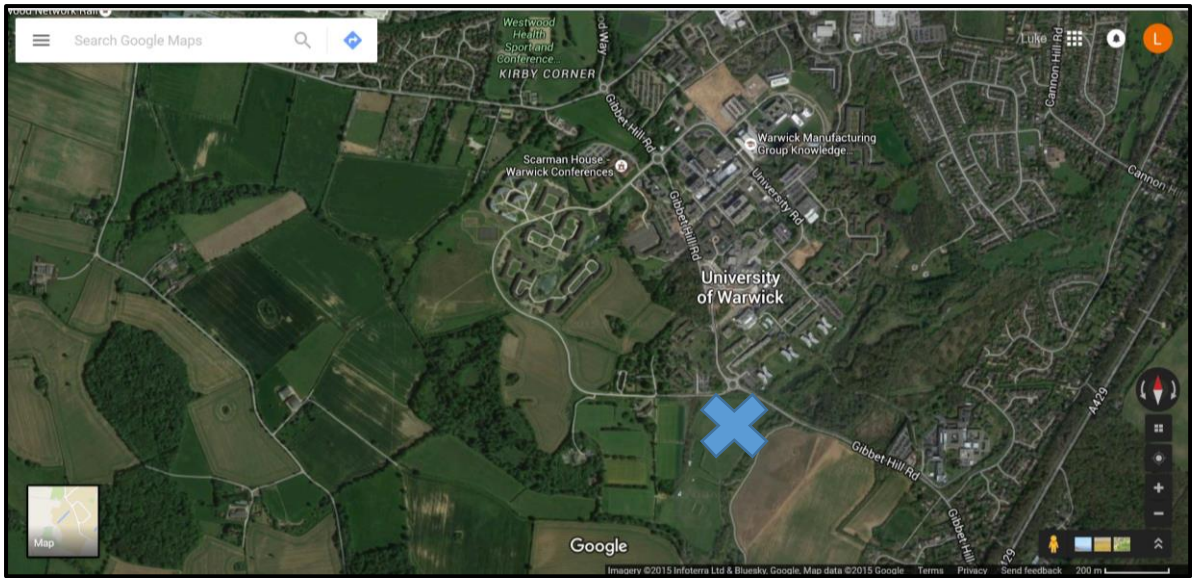 Search Google Maps
Westwood
Health
Sport and
Conference...
KIRBY CORNER
Gibbet Hill Rd
Luke
L
Cannon Hill Rd
Scarman House -
Warwick Conferences
Warwick Manufacturing
Group Knowledge...
University Rd
Gibbet Hill Rd
Cannon H
University
of Warwick
A429
Gibbet Hill Rd
Gibbet Hill
Map
Google
Imagery ©2015 Infoterra Ltd & Bluesky, Google, Map data ©2015 Google
Terms
Privacy
Send feedback
200 m